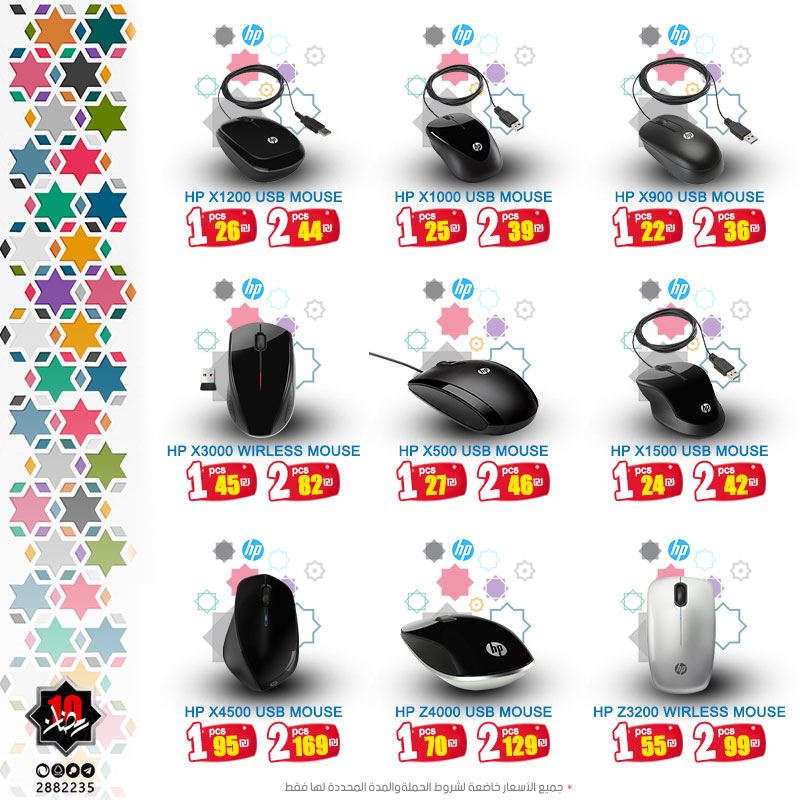 hp hp hp
HP X1200 USB MOUSE
1 pcs 26₪ 2 pcs 44₪
HP X1000 USB MOUSE
1 pcs 25₪ 2 pcs 39₪
HP X900 USB MOUSE
1 pcs 22₪ 2 pcs 36₪
hp hp hp
HP X3000 WIRLESS MOUSE
1 pcs 45₪ 2 pcs 82₪
HP X500 USB MOUSE
1 pcs 27₪ 2 pcs 46₪
HP X1500 USB MOUSE
1 pcs 24₪ 2 pcs 42₪
hp hp hp
HP X4500 USB MOUSE
1 pcs 95₪ 2 pcs 169₪
HP Z4000 USB MOUSE
1 pcs 70₪ 2 pcs 129₪
HP Z3200 WIRLESS MOUSE
1 pcs 55₪ 2 pcs 99₪
10
2882235
* جميع الأسعار خاضعة لشروط الحملة والمدة المحددة لها فقط